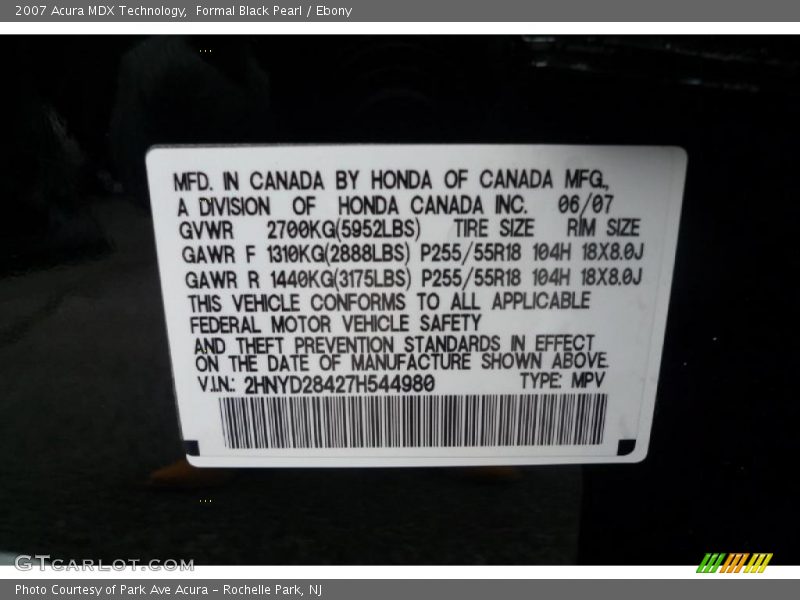 2007 Acura MDX Technology,  Formal Black Pearl / Ebony
MFD. IN CANADA BY HONDA OF CANADA MFG.,
A DIVISION OF HONDA CANADA INC. 06/07
GVWR 2700KG(5952LBS) TIRE SIZE RIM SIZE
GAWR F 1310KG(2888LBS) P255/55R18 104H 18X8.0J
GAWR R 1440KG(3175LBS) P255/55R18 104H 18X8.0J
THIS VEHICLE CONFORMS TO ALL APPLICABLE
FEDERAL MOTOR VEHICLE SAFETY
AND THEFT PREVENTION STANDARDS IN EFFECT
ON THE DATE OF MANUFACTURE SHOWN ABOVE.
V.I.N.: 2HNYD28427H544980 TYPE: MPV
GTcarlot.com
Photo Courtesy of Park Ave Acura - Rochelle Park, NJ